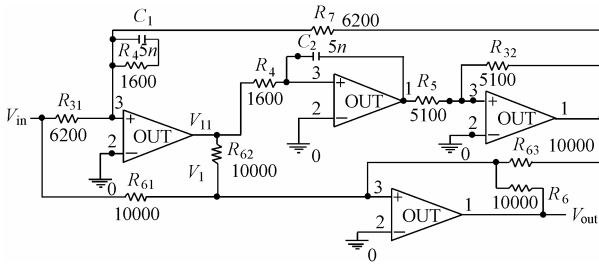 C1
5n
R4
1600
R7
6200
C2
5n
R4
1600
R32
5100
R5
5100
Vin
R31
6200
3
+
OUT
2
−
0
V11
V1
R62
10000
3
+
OUT
2
−
1
0
3
+
OUT
2
−
1
0
10000
R63
R61
10000
3
+
OUT
2
−
1
0
10000
R6
Vout